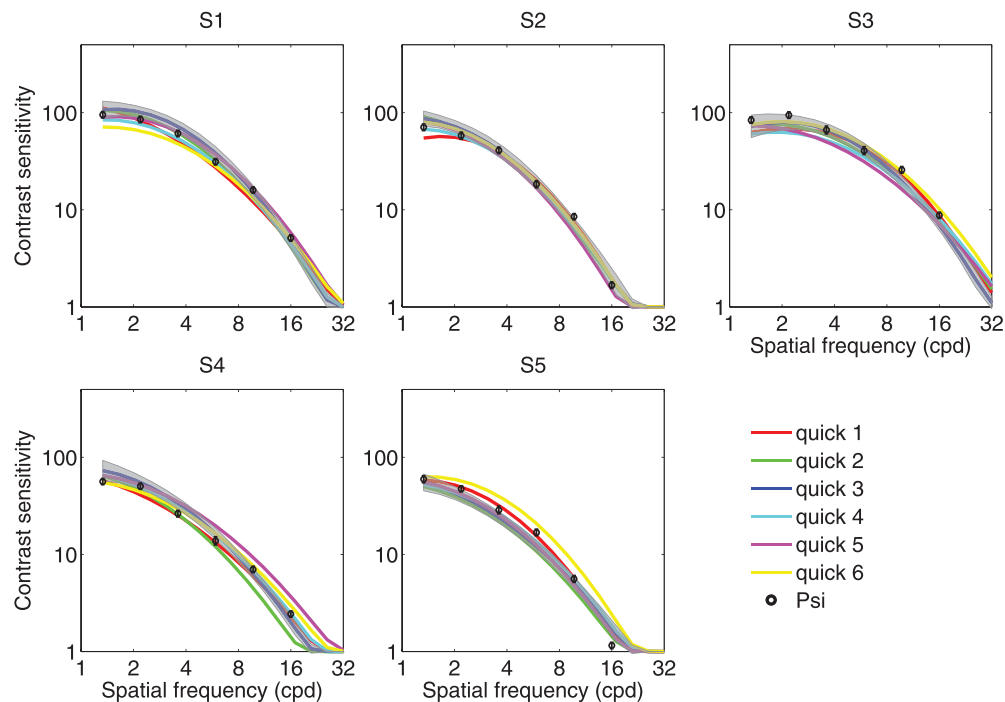 S1 S2 S3
Contrast sensitivity
100
10
1
1 2 4 8 16 32
100
10
1
1 2 4 8 16 32
100
10
1
1 2 4 8 16 32
Spatial frequency (cpd)
S4 S5
Contrast sensitivity
100
10
1
1 2 4 8 16 32
Spatial frequency (cpd)
100
10
1
1 2 4 8 16 32
Spatial frequency (cpd)
quick 1
quick 2
quick 3
quick 4
quick 5
quick 6
Psi